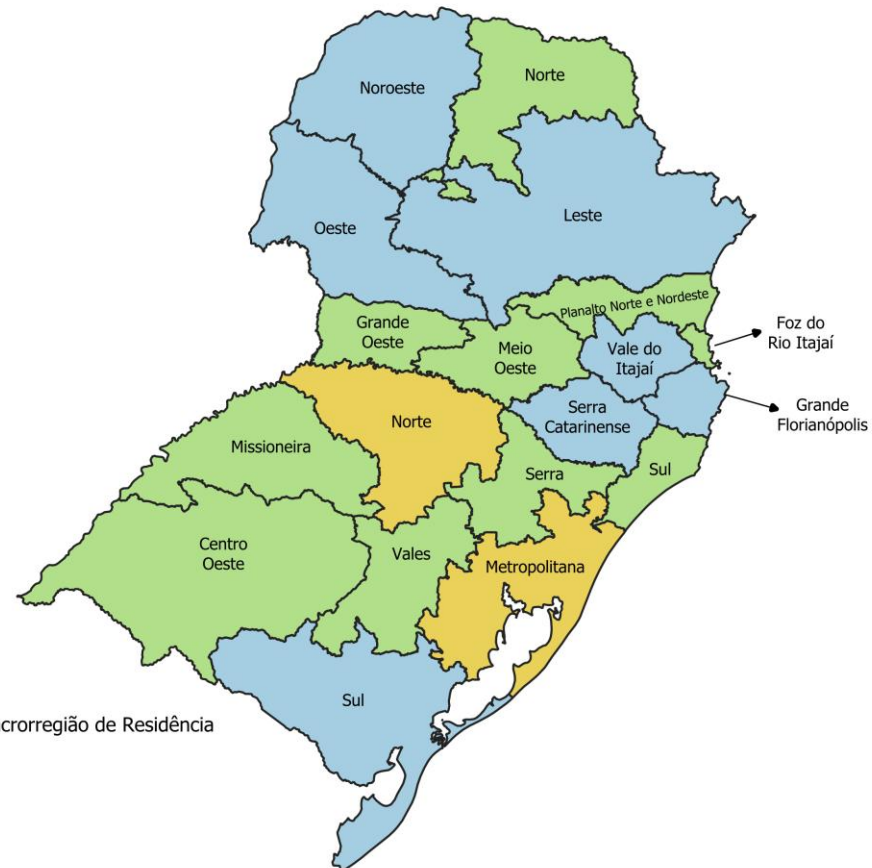 Norte
Noroeste
Leste
Oeste
Planalto Norte e Nordeste
Grande
Oeste
Meio
Oeste
Vale do
Itajaí
Foz do
Rio Itajaí
Serra
Catarinense
Grande
Florianópolis
Norte
Missioneira
Serra
Sul
Centro
Oeste
Vales
Metropolitana
Sul
de Residência